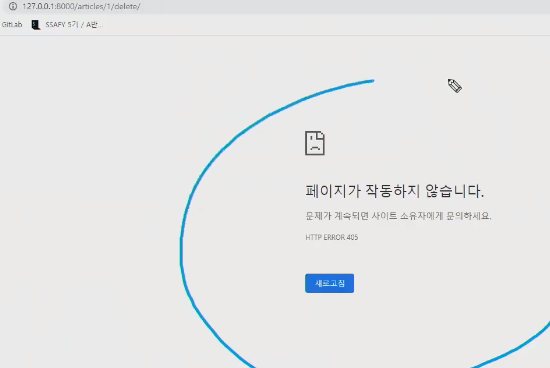 127.0.0.1:8000/articles/1/delete/
GitLab
SSAFY 5기 / A반...
페이지가 작동하지 않습니다.
문제가 계속되면 사이트 소유자에게 문의하세요.
HTTP ERROR 405
새로고침